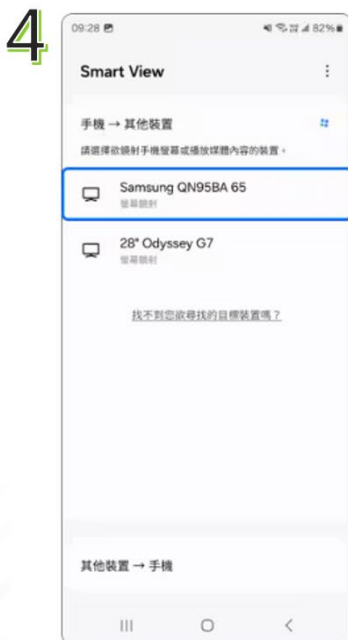 4
09:28
82%
Smart View
手機 → 其他裝置
請選擇欲鏡射手機螢幕或播放媒體內容的裝置。
Samsung QN95BA 65
螢幕鏡射
28" Odyssey G7
螢幕鏡射
找不到您欲尋找的目標裝置嗎？
其他裝置 → 手機